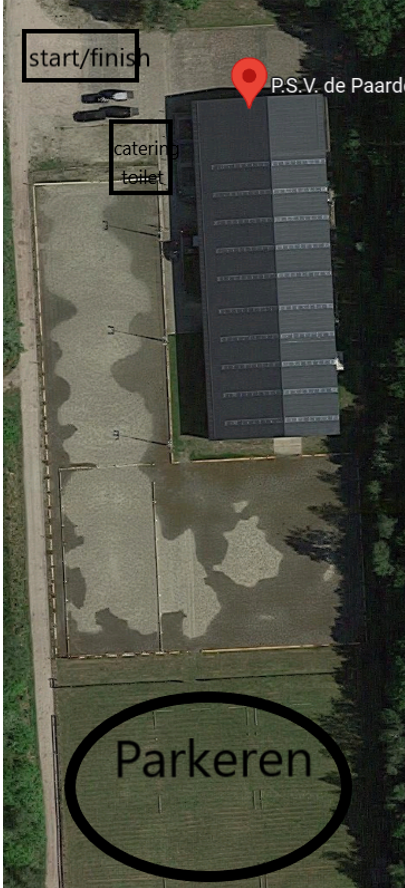 start/finish
P.S.V. de Paard
catering
toilet
Parkeren